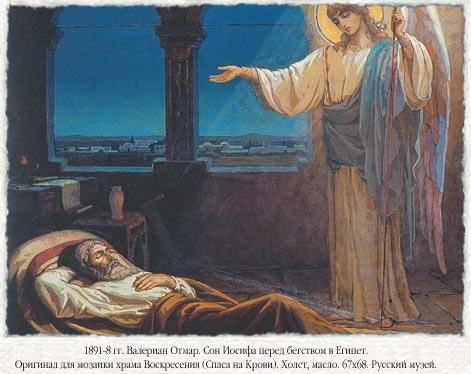 1891-8 гг. Валериан Отмар. Сон Иосифа перед бегством в Египет.
Оригинал для мозаики храма Воскресения (Спаса на Крови). Холст, масло. 67х68. Русский музей.